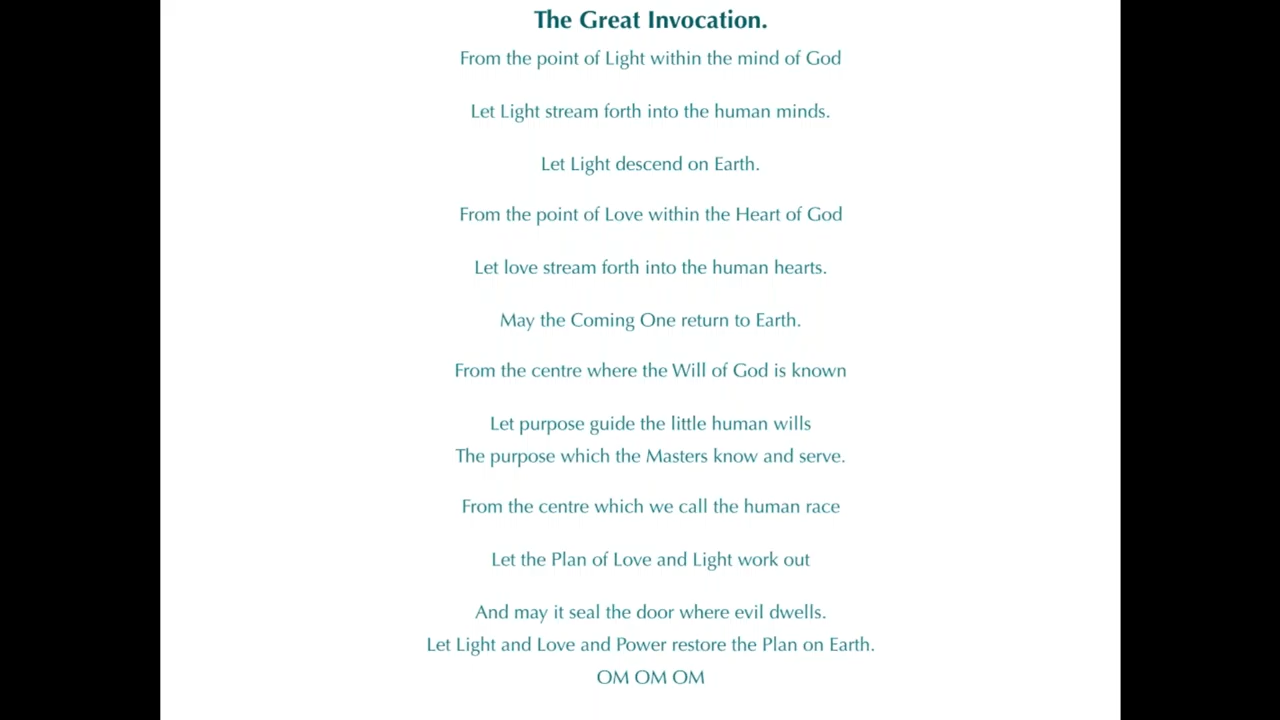 The Great Invocation.
From the point of Light within the mind of God
Let Light stream forth into the human minds.
Let Light descend on Earth.
From the point of Love within the Heart of God
Let love stream forth into the human hearts.
May the Coming One return to Earth.
From the centre where the Will of God is known
Let purpose guide the little human wills
The purpose which the Masters know and serve.
From the centre which we call the human race
Let the Plan of Love and Light work out
And may it seal the door where evil dwells.
Let Light and Love and Power restore the Plan on Earth.
OM OM OM